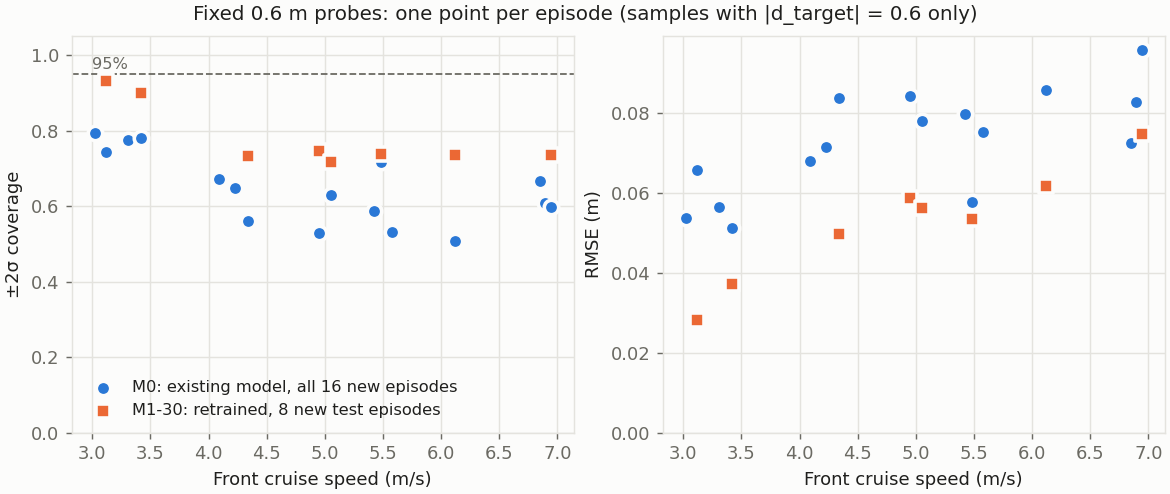 Fixed 0.6 m probes: one point per episode (samples with |d_target| = 0.6 only)
1.0
0.8
0.6
0.4
0.2
0.0
±2σ coverage
95%
M0: existing model, all 16 new episodes
M1-30: retrained, 8 new test episodes
3.0 3.5 4.0 4.5 5.0 5.5 6.0 6.5 7.0
Front cruise speed (m/s)
0.08
0.06
0.04
0.02
0.00
RMSE (m)
3.0 3.5 4.0 4.5 5.0 5.5 6.0 6.5 7.0
Front cruise speed (m/s)